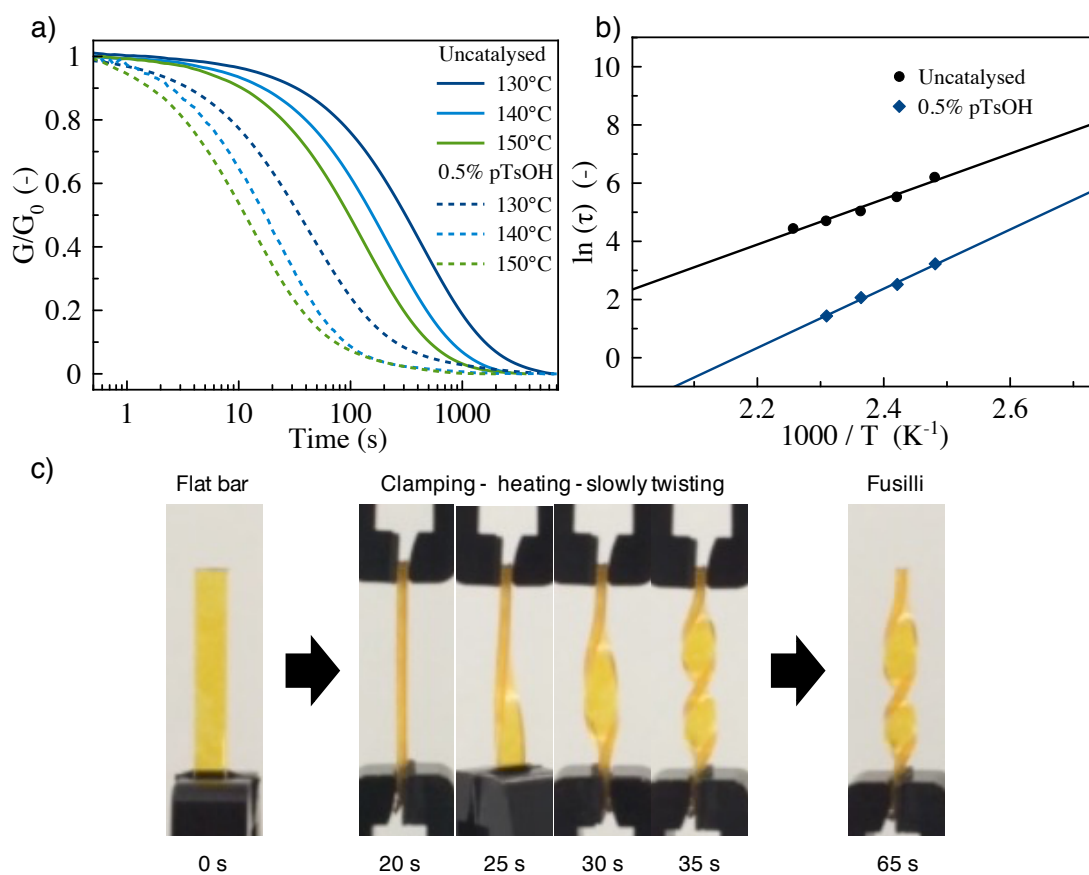 a)
1
0.8
0.6
0.4
0.2
0
G/G₀ (-)
1 10 100 1000
Time (s)
Uncatalysed
130°C
140°C
150°C
0.5% pTsOH
130°C
140°C
150°C
b)
10
8
6
4
2
0
ln (τ) (-)
2.2 2.4 2.6
1000 / T (K⁻¹)
Uncatalysed
0.5% pTsOH
c)
Flat bar Clamping - heating - slowly twisting Fusilli
0 s 20 s 25 s 30 s 35 s 65 s